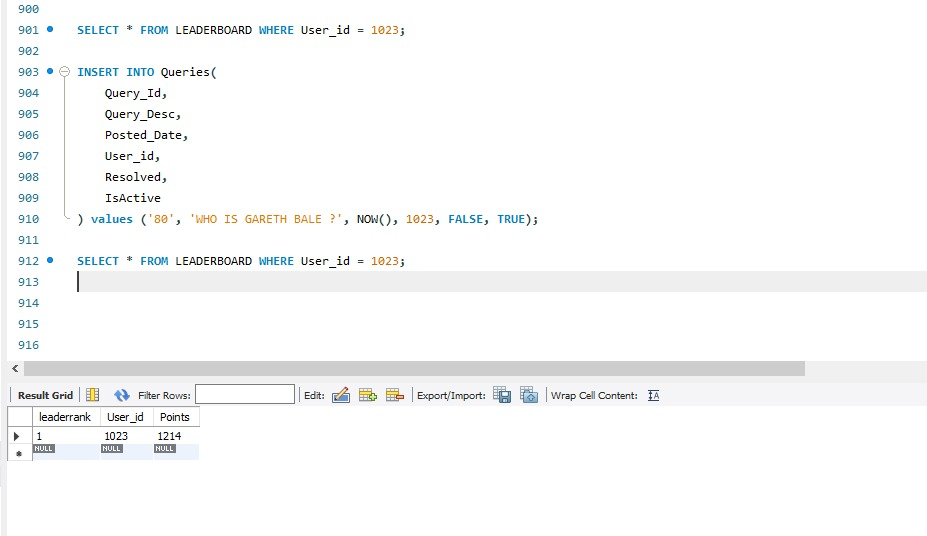 900
901 SELECT * FROM LEADERBOARD WHERE User_id = 1023;
902
903 INSERT INTO Queries(
904 Query_Id,
905 Query_Desc,
906 Posted_Date,
907 User_id,
908 Resolved,
909 IsActive
910 ) values ('80', 'WHO IS GARETH BALE ?', NOW(), 1023, FALSE, TRUE);
911
912 SELECT * FROM LEADERBOARD WHERE User_id = 1023;
913
914
915
916
Result Grid Filter Rows: Edit: Export/Import: Wrap Cell Content: IA
leaderrank User_id Points
1 1023 1214
NULL NULL NULL